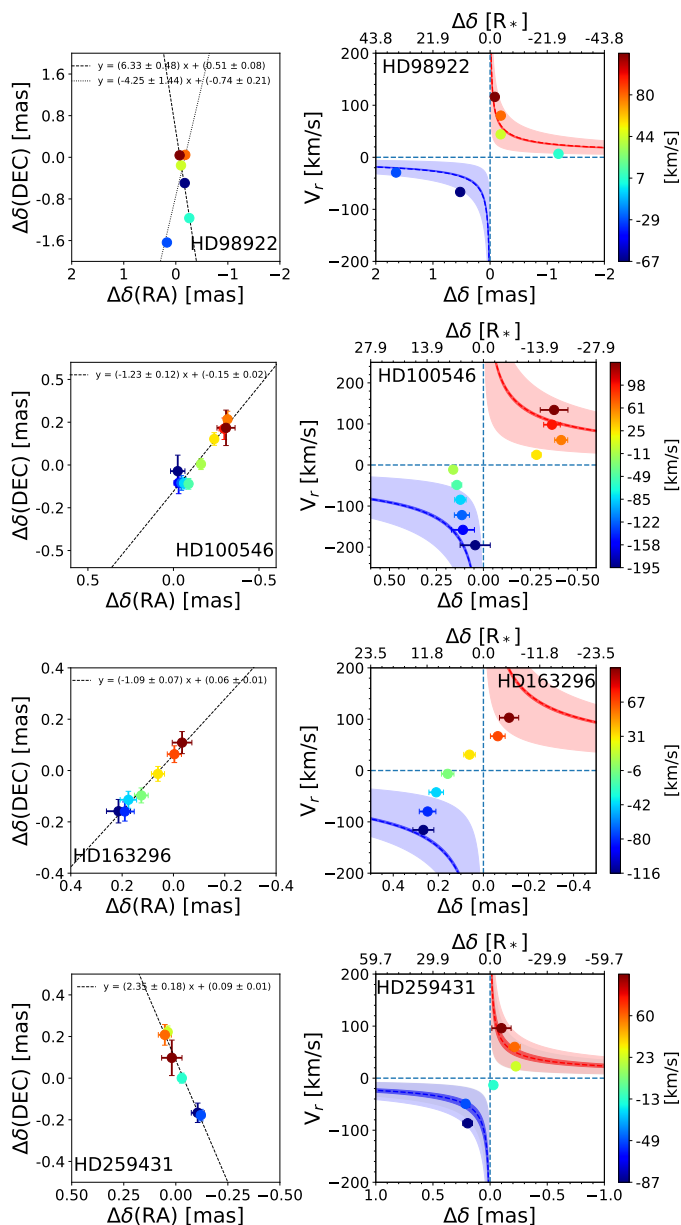 43.8 21.9 0.0 -21.9 -43.8
Δδ [R*]
y = (6.33 ± 0.48) x + (0.51 ± 0.08)
y = (-4.25 ± 1.44) x + (-0.74 ± 0.21)
1.6
0.8
0.0
-0.8
-1.6
Δδ(DEC) [mas]
HD98922
2 1 0 −1 −2
Δδ(RA) [mas]
HD98922
200
100
0
−100
−200
V_r [km/s]
2 1 0 −1 −2
Δδ [mas]
80
44
7
-29
-67
[km/s]
Δδ [R*]
27.9 13.9 0.0 -13.9 -27.9
y = (-1.23 ± 0.12) x + (-0.15 ± 0.02)
0.5
0.2
0.0
-0.2
-0.5
Δδ(DEC) [mas]
HD100546
0.5 0.0 -0.5
Δδ(RA) [mas]
HD100546
200
100
0
−100
−200
V_r [km/s]
0.50 0.25 0.00 −0.25 −0.50
Δδ [mas]
98
61
25
-11
-49
-85
-122
-158
-195
[km/s]
Δδ [R*]
23.5 11.8 0.0 -11.8 -23.5
y = (-1.09 ± 0.07) x + (0.06 ± 0.01)
0.4
0.2
0.0
-0.2
-0.4
Δδ(DEC) [mas]
HD163296
0.4 0.2 0.0 −0.2 −0.4
Δδ(RA) [mas]
HD163296
200
100
0
−100
−200
V_r [km/s]
0.4 0.2 0.0 −0.2 −0.4
Δδ [mas]
67
31
-6
-42
-80
-116
[km/s]
Δδ [R*]
59.7 29.9 0.0 -29.9 -59.7
y = (2.35 ± 0.18) x + (0.09 ± 0.01)
0.4
0.2
0.0
-0.2
-0.4
Δδ(DEC) [mas]
HD259431
0.50 0.25 0.00 −0.25 −0.50
Δδ(RA) [mas]
HD259431
200
100
0
−100
−200
V_r [km/s]
1.0 0.5 0.0 −0.5 −1.0
Δδ [mas]
60
23
-13
-49
-87
[km/s]